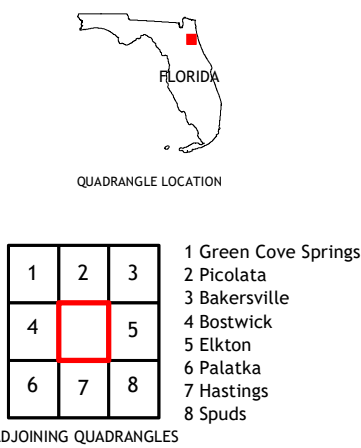 FLORIDA
QUADRANGLE LOCATION
1 2 3
4 5
6 7 8
1 Green Cove Springs
2 Picolata
3 Bakersville
4 Bostwick
5 Elkton
6 Palatka
7 Hastings
8 Spuds
ADJOINING QUADRANGLES